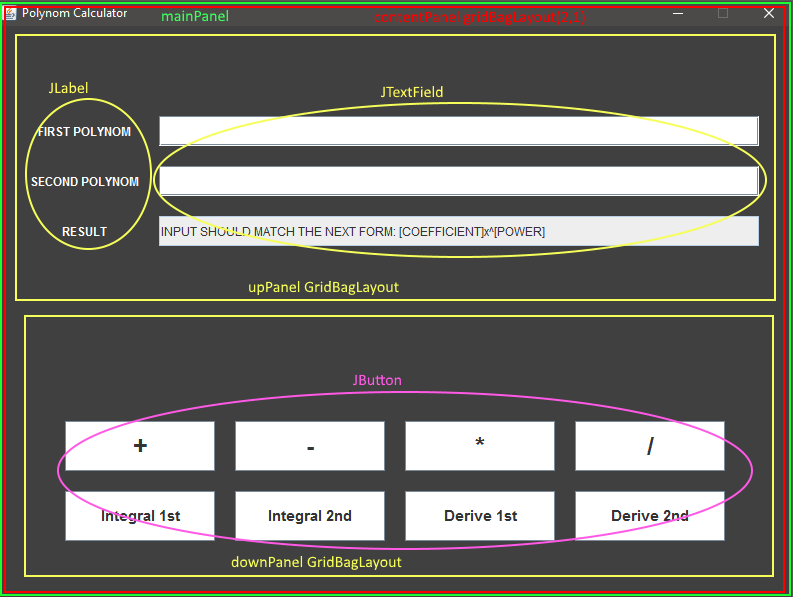 Polynom Calculator
mainPanel
contentPanel gridBagLayout(2,1)
JLabel
JTextField
FIRST POLYNOM
SECOND POLYNOM
RESULT
INPUT SHOULD MATCH THE NEXT FORM: [COEFFICIENT]x^[POWER]
upPanel GridBagLayout
JButton
+ - * /
Integral 1st Integral 2nd Derive 1st Derive 2nd
downPanel GridBagLayout